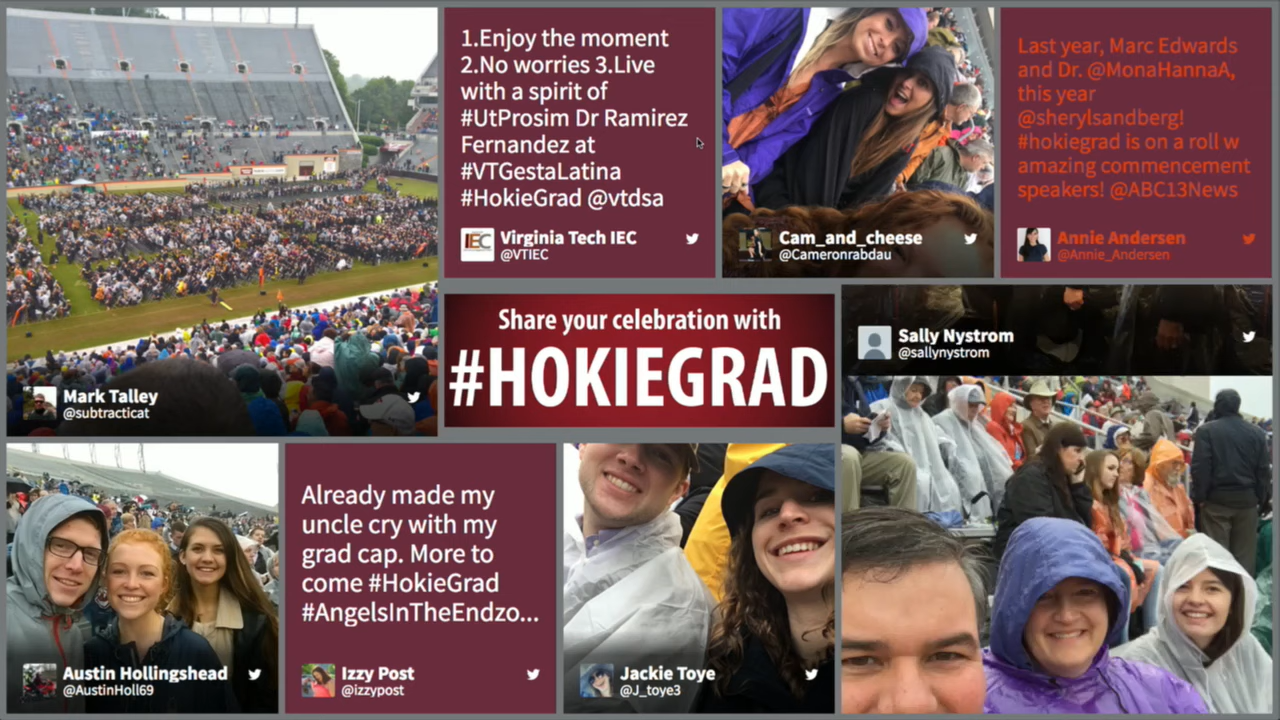 1.Enjoy the moment
2.No worries 3.Live
with a spirit of
#UtProsim Dr Ramirez
Fernandez at
#VTGestaLatina
#HokieGrad @vtdsa
IEC
Virginia Tech IEC
@VTIEC
Cam_and_cheese
@Cameronrabdau
Last year, Marc Edwards
and Dr. @MonaHannaA,
this year
@sherylsandberg!
#hokiegrad is on a roll w
amazing commencement
speakers! @ABC13News
Annie Andersen
@Annie_Andersen
Mark Talley
@subtracticat
Share your celebration with
#HOKIEGRAD
Sally Nystrom
@sallynystrom
Austin Hollingshead
@AustinHoll69
Already made my
uncle cry with my
grad cap. More to
come #HokieGrad
#AngelsInTheEndzo...
Izzy Post
@izzypost
Jackie Toye
@J_toye3